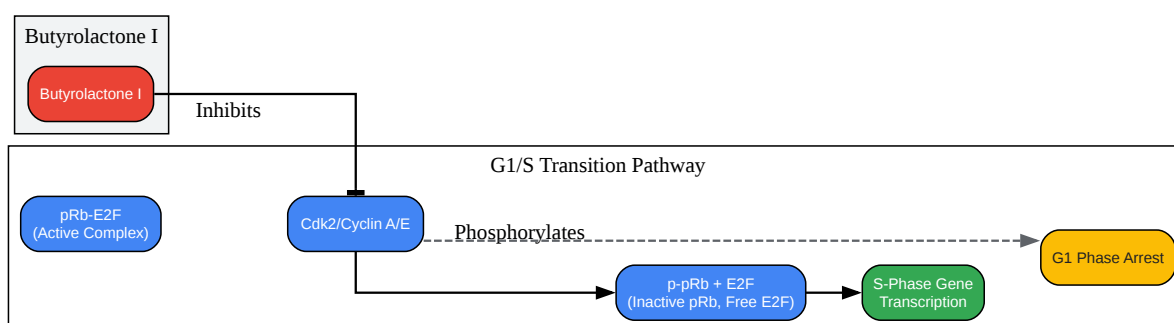 Butyrolactone I
Butyrolactone I
Inhibits
G1/S Transition Pathway
pRb-E2F
(Active Complex)
Cdk2/Cyclin A/E
Phosphorylates
G1 Phase Arrest
p-pRb + E2F
(Inactive pRb, Free E2F)
S-Phase Gene
Transcription